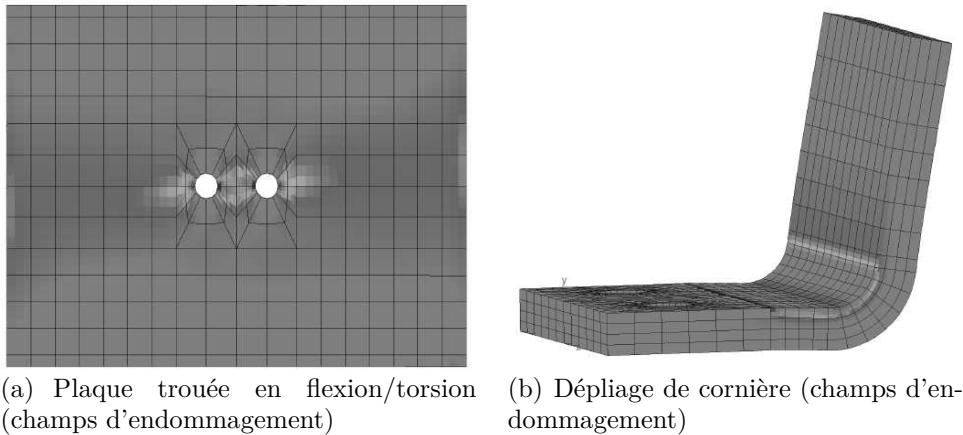 y
(a) Plaque trouée en flexion/torsion
(champs d'endommagement)
(b) Dépliage de cornière (champs d'en-
dommagement)